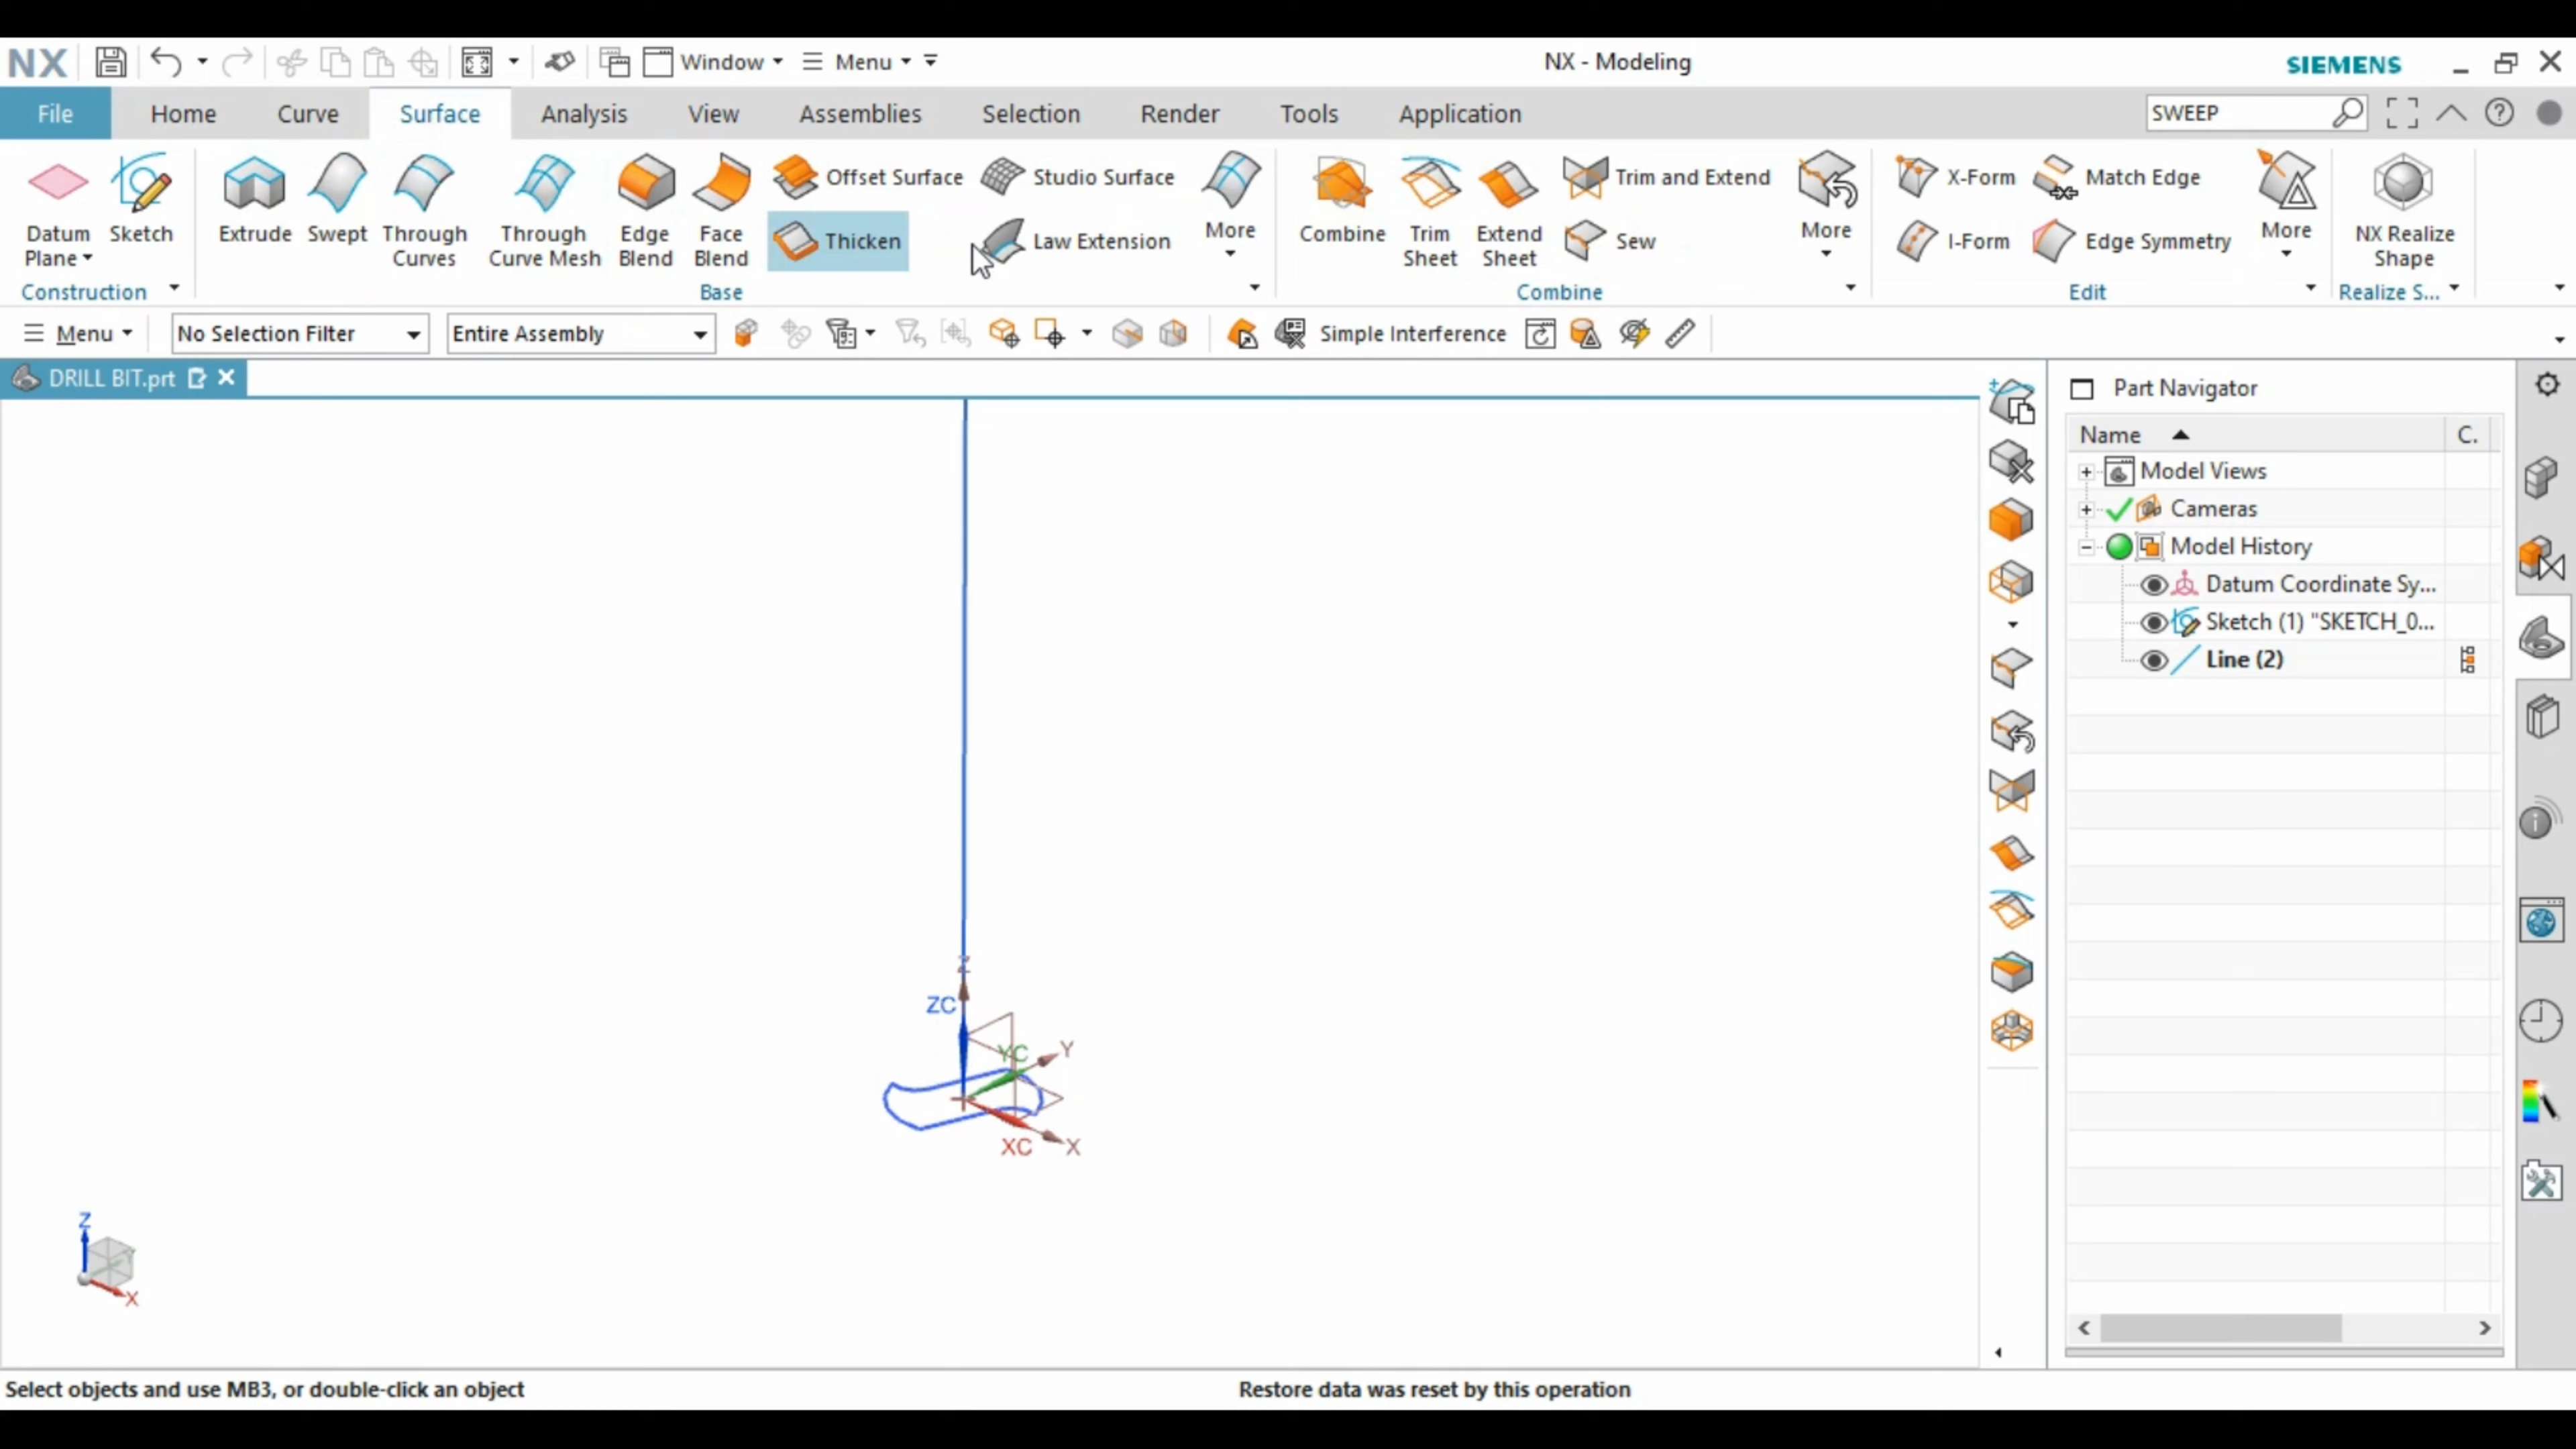 NX Window Menu NX - Modeling SIEMENS
File Home Curve Surface Analysis View Assemblies Selection Render Tools Application SWEEP
Offset Surface Studio Surface Trim and Extend X-Form Match Edge
Datum Plane Sketch Extrude Swept Through Curves Through Curve Mesh Edge Blend Face Blend Thicken Law Extension More Combine Trim Sheet Extend Sheet Sew More I-Form Edge Symmetry More NX Realize Shape
Construction Base Combine Edit Realize S...
Menu No Selection Filter Entire Assembly Simple Interference
DRILL BIT.prt Part Navigator
Name C.
Model Views
Cameras
Model History
Datum Coordinate Sy...
Sketch (1) "SKETCH_0...
Line (2)
Z
ZC
YC Y
XC X
Z
Y
X
Select objects and use MB3, or double-click an object Restore data was reset by this operation